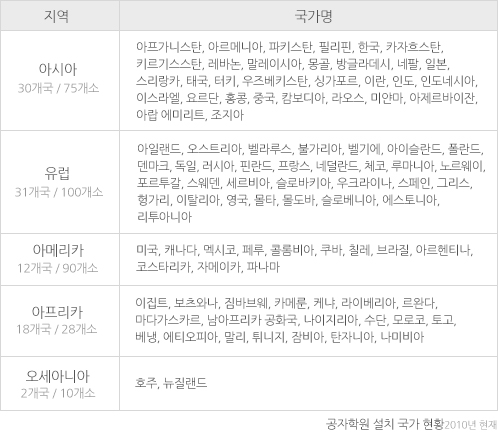 지역 국가명
아시아
30개국 / 75개소
아프가니스탄, 아르메니아, 파키스탄, 필리핀, 한국, 카자흐스탄,
키르기스스탄, 레바논, 말레이시아, 몽골, 방글라데시, 네팔, 일본,
스리랑카, 태국, 터키, 우즈베키스탄, 싱가포르, 이란, 인도, 인도네시아,
이스라엘, 요르단, 홍콩, 중국, 캄보디아, 라오스, 미얀마, 아제르바이잔,
아랍 에미리트, 조지아
유럽
31개국 / 100개소
아일랜드, 오스트리아, 벨라루스, 불가리아, 벨기에, 아이슬란드, 폴란드,
덴마크, 독일, 러시아, 핀란드, 프랑스, 네덜란드, 체코, 루마니아, 노르웨이,
포르투갈, 스웨덴, 세르비아, 슬로바키아, 우크라이나, 스페인, 그리스,
헝가리, 이탈리아, 영국, 몰타, 몰도바, 슬로베니아, 에스토니아,
리투아니아
아메리카
12개국 / 90개소
미국, 캐나다, 멕시코, 페루, 콜롬비아, 쿠바, 칠레, 브라질, 아르헨티나,
코스타리카, 자메이카, 파나마
아프리카
18개국 / 28개소
이집트, 보츠와나, 짐바브웨, 카메룬, 케냐, 라이베리아, 르완다,
마다가스카르, 남아프리카 공화국, 나이지리아, 수단, 모로코, 토고,
베냉, 에티오피아, 말리, 튀니지, 잠비아, 탄자니아, 나미비아
오세아니아
2개국 / 10개소
호주, 뉴질랜드
공자학원 설치 국가 현황2010년 현재